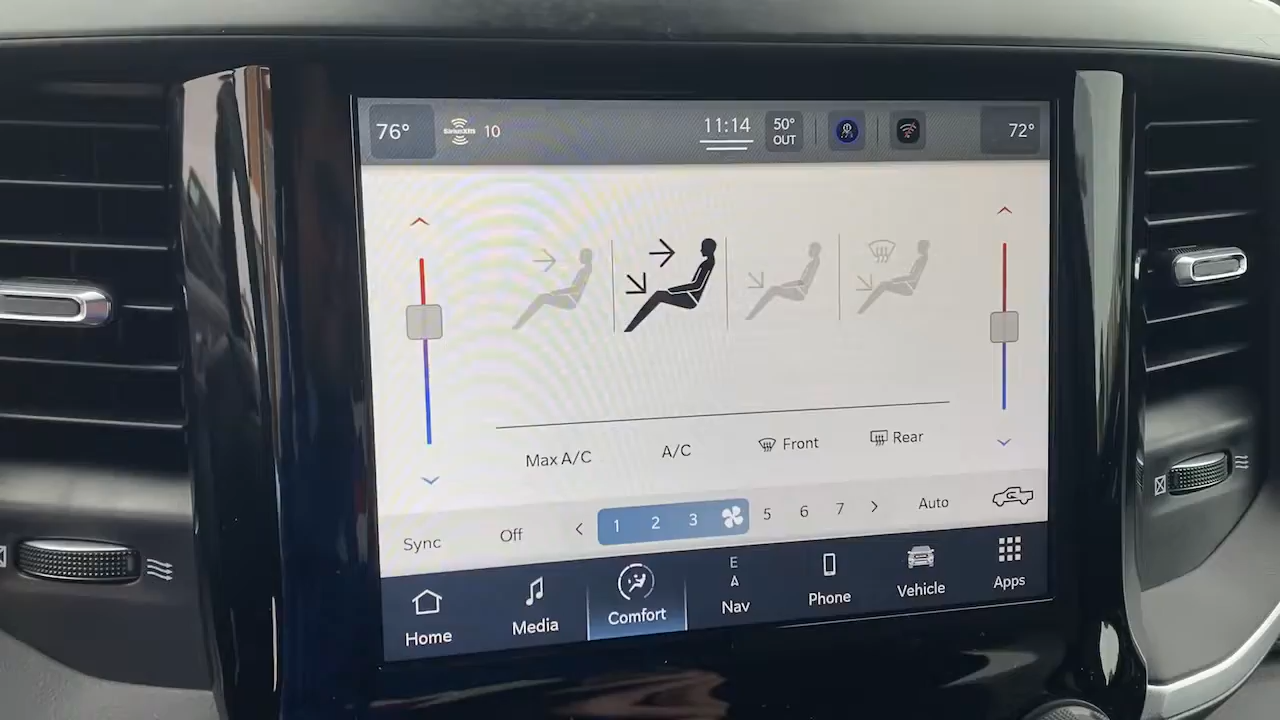 76°
SiriusXM
10
11:14
50°
OUT
72°
Max A/C
A/C
Front
Rear
Sync
Off
1 2 3 5 6 7
Auto
Home
Media
Comfort
E
Nav
Phone
Vehicle
Apps